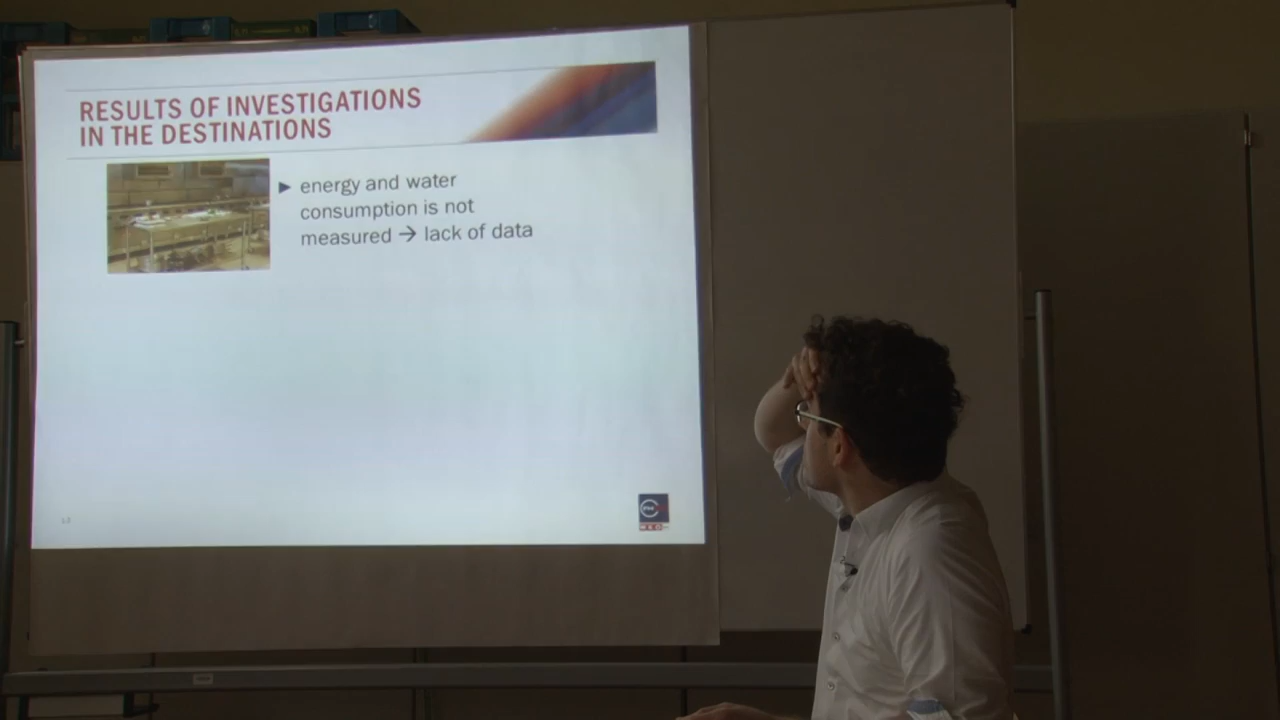 RESULTS OF INVESTIGATIONS
IN THE DESTINATIONS
► energy and water
consumption is not
measured → lack of data